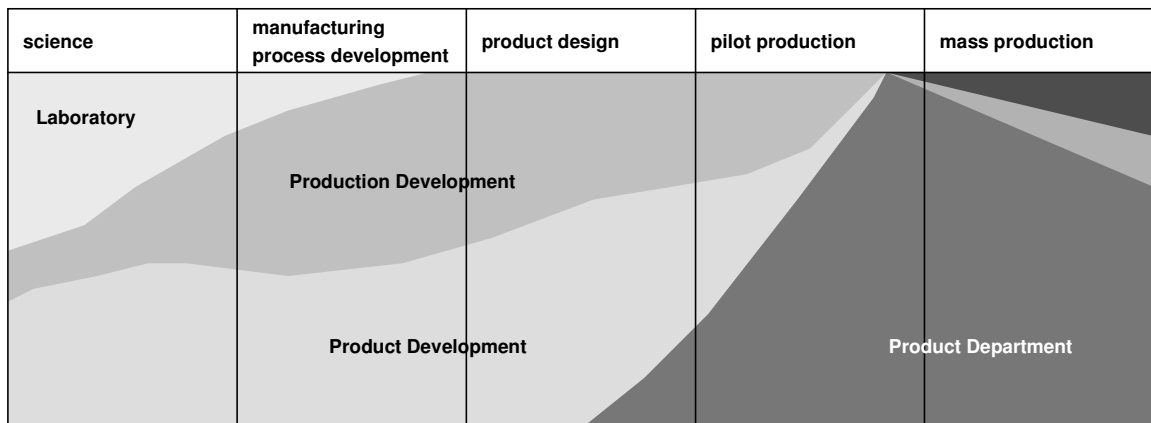 science
manufacturing
process development
product design
pilot production
mass production
Laboratory
Production Development
Product Development
Product Department